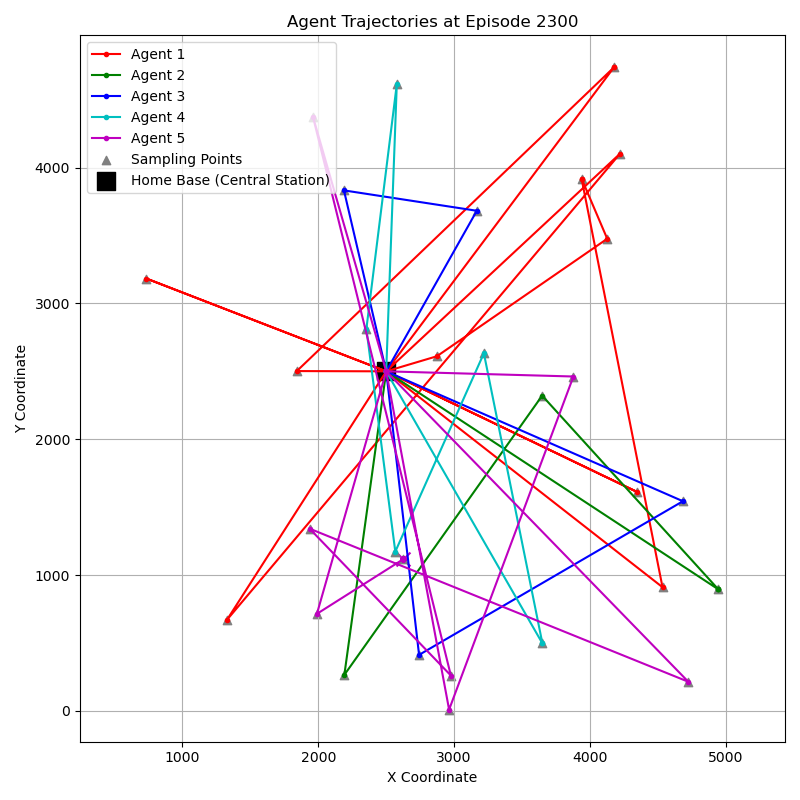 Agent Trajectories at Episode 2300
Agent 1
Agent 2
Agent 3
Agent 4
Agent 5
Sampling Points
Home Base (Central Station)
4000
3000
2000
1000
0
Y Coordinate
1000 2000 3000 4000 5000
X Coordinate